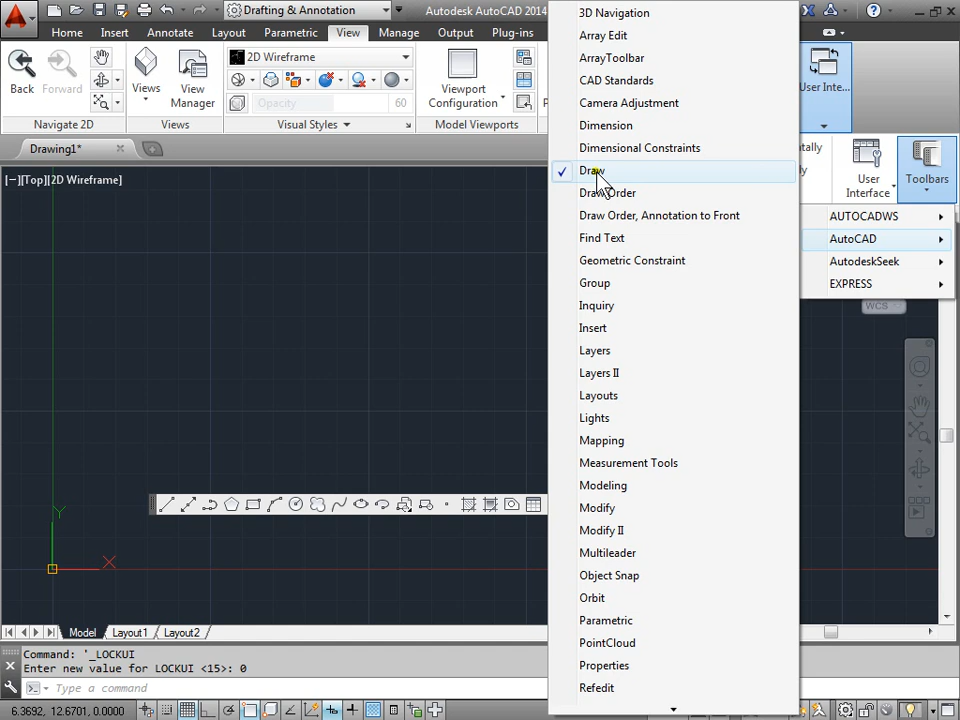 Drafting & Annotation
Autodesk AutoCAD 2014
Home
Insert
Annotate
Layout
Parametric
View
Manage
Output
Plug-ins
2D Wireframe
Back
Forward
Views
View
Manager
Opacity
60
Viewport
Configuration
User Inte...
Navigate 2D
Views
Visual Styles
Model Viewports
Drawing1*
[−][Top][2D Wireframe]
3D Navigation
Array Edit
ArrayToolbar
CAD Standards
Camera Adjustment
Dimension
Dimensional Constraints
Draw
Draw Order
Draw Order, Annotation to Front
Find Text
Geometric Constraint
Group
Inquiry
Insert
Layers
Layers II
Layouts
Lights
Mapping
Measurement Tools
Modeling
Modify
Modify II
Multileader
Object Snap
Orbit
Parametric
PointCloud
Properties
Refedit
User
Interface
Toolbars
AUTOCADWS
AutoCAD
AutodeskSeek
EXPRESS
WCS
Y
X
Model
Layout1
Layout2
Command: '_LOCKUI
Enter new value for LOCKUI <15>: 0
Type a command
6.3692, 12.6701, 0.0000